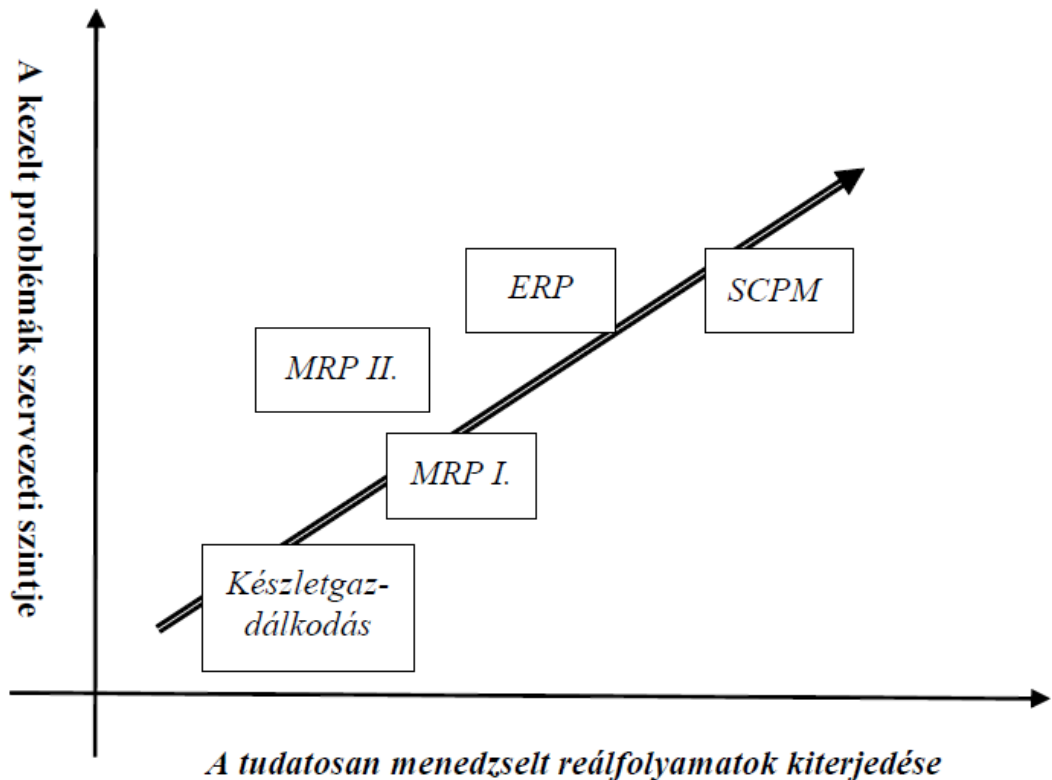 A kezelt problémák szervezeti szintje
ERP
SCPM
MRP II.
MRP I.
Készletgaz-
dálkodás
A tudatosan menedzselt reálfolyamatok kiterjedése